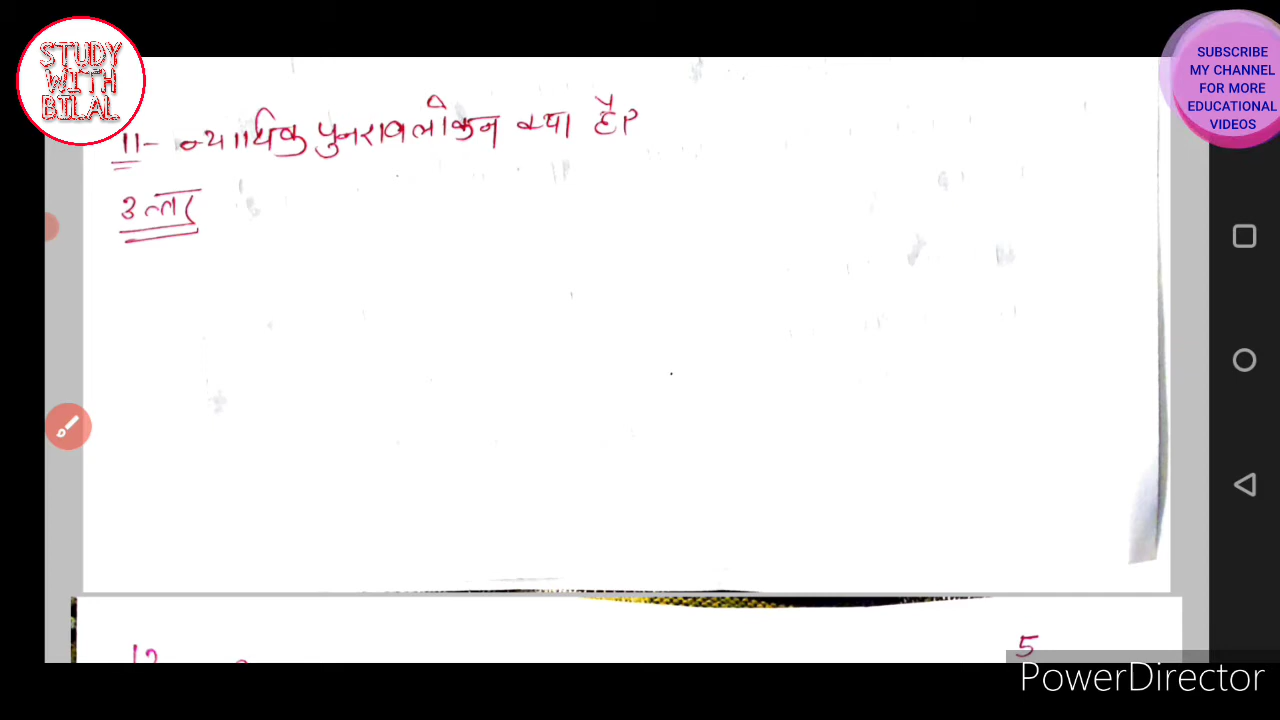 STUDY
WITH
BILAL
SUBSCRIBE
MY CHANNEL
FOR MORE
EDUCATIONAL
VIDEOS
11- न्यायिक पुनरावलोकन क्या है?
उत्तर
5
PowerDirector